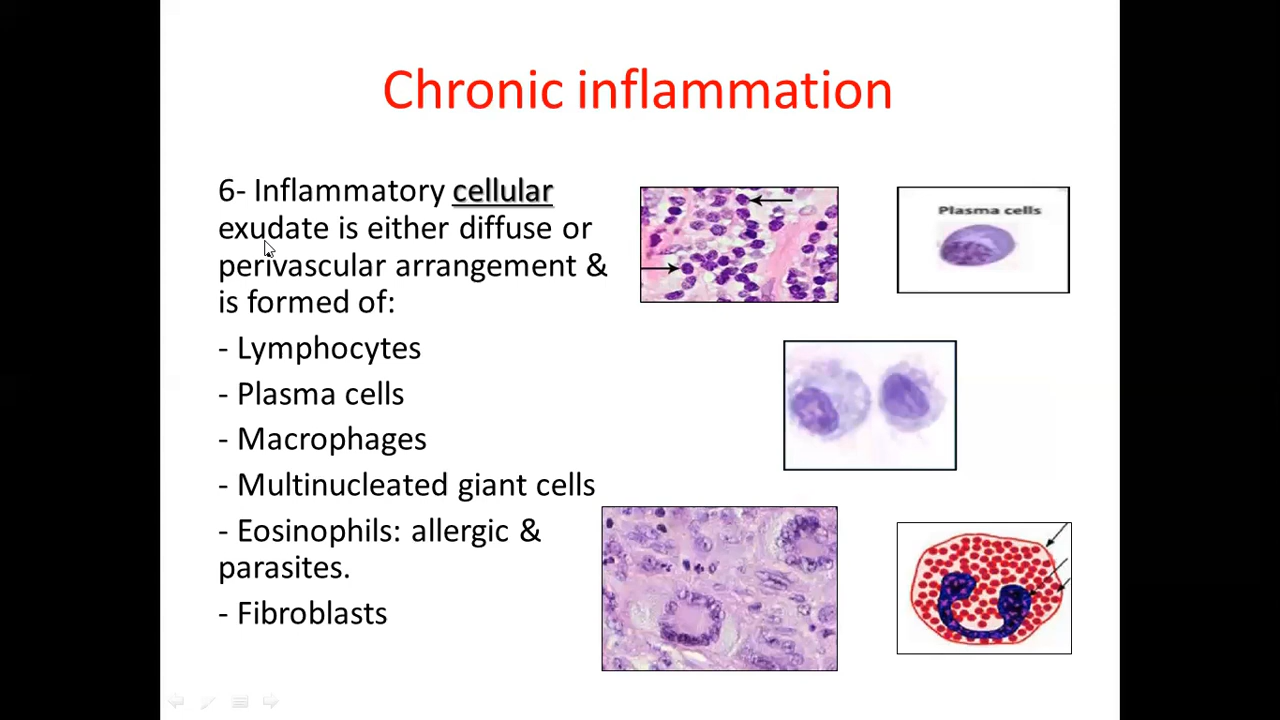 Chronic inflammation
6- Inflammatory cellular
exudate is either diffuse or
perivascular arrangement &
is formed of:
- Lymphocytes
- Plasma cells
- Macrophages
- Multinucleated giant cells
- Eosinophils: allergic &
parasites.
- Fibroblasts
Plasma cells